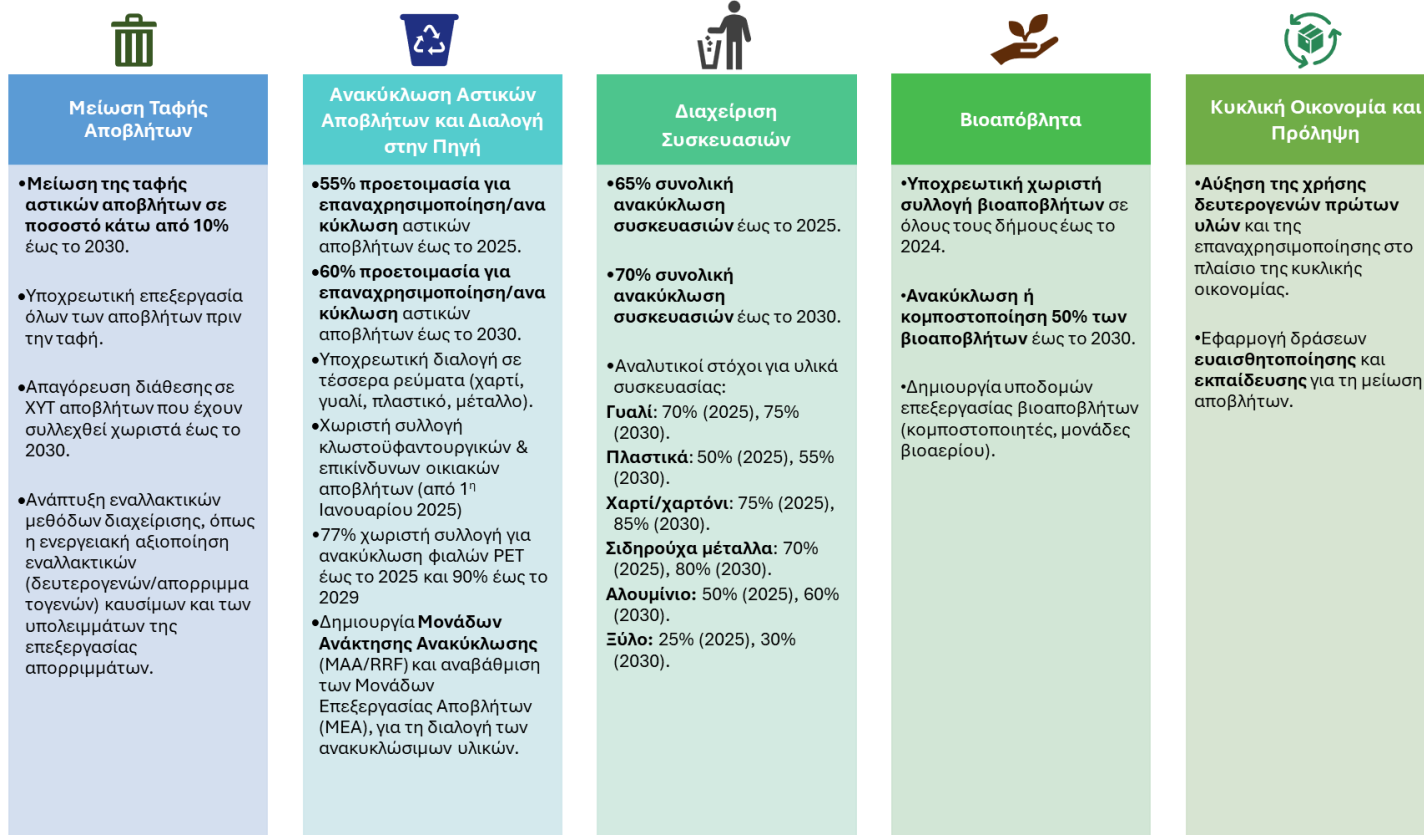 Μείωση Ταφής
Αποβλήτων
•Μείωση της ταφής
αστικών αποβλήτων σε
ποσοστό κάτω από 10%
έως το 2030.
•Υποχρεωτική επεξεργασία
όλων των αποβλήτων πριν
την ταφή.
•Απαγόρευση διάθεσης σε
ΧΥΤ αποβλήτων που έχουν
συλλεχθεί χωριστά έως το
2030.
•Ανάπτυξη εναλλακτικών
μεθόδων διαχείρισης, όπως
η ενεργειακή αξιοποίηση
εναλλακτικών
(δευτερογενών/απορριμμα
τογενών) καυσίμων και των
υπολειμμάτων της
επεξεργασίας
απορριμμάτων.
Ανακύκλωση Αστικών
Αποβλήτων και Διαλογή
στην Πηγή
•55% προετοιμασία για
επαναχρησιμοποίηση/ανα
κύκλωση αστικών
αποβλήτων έως το 2025.
•60% προετοιμασία για
επαναχρησιμοποίηση/ανα
κύκλωση αστικών
αποβλήτων έως το 2030.
•Υποχρεωτική διαλογή σε
τέσσερα ρεύματα (χαρτί,
γυαλί, πλαστικό, μέταλλο).
•Χωριστή συλλογή
κλωστοϋφαντουργικών &
επικίνδυνων οικιακών
αποβλήτων (από 1η
Ιανουαρίου 2025)
•77% χωριστή συλλογή για
ανακύκλωση φιαλών PET
έως το 2025 και 90% έως το
2029
•Δημιουργία Μονάδων
Ανάκτησης Ανακύκλωσης
(ΜΑΑ/RRF) και αναβάθμιση
των Μονάδων
Επεξεργασίας Αποβλήτων
(ΜΕΑ), για τη διαλογή των
ανακυκλώσιμων υλικών.
Διαχείριση
Συσκευασιών
•65% συνολική
ανακύκλωση
συσκευασιών έως το 2025.
•70% συνολική
ανακύκλωση
συσκευασιών έως το 2030.
•Αναλυτικοί στόχοι για υλικά
συσκευασίας:
Γυαλί: 70% (2025), 75%
(2030).
Πλαστικά: 50% (2025), 55%
(2030).
Χαρτί/χαρτόνι: 75% (2025),
85% (2030).
Σιδηρούχα μέταλλα: 70%
(2025), 80% (2030).
Αλουμίνιο: 50% (2025), 60%
(2030).
Ξύλο: 25% (2025), 30%
(2030).
Βιοαπόβλητα
•Υποχρεωτική χωριστή
συλλογή βιοαποβλήτων σε
όλους τους δήμους έως το
2024.
•Ανακύκλωση ή
κομποστοποίηση 50% των
βιοαποβλήτων έως το 2030.
•Δημιουργία υποδομών
επεξεργασίας βιοαποβλήτων
(κομποστοποιητές, μονάδες
βιοαερίου).
Κυκλική Οικονομία και
Πρόληψη
•Αύξηση της χρήσης
δευτερογενών πρώτων
υλών και της
επαναχρησιμοποίησης στο
πλαίσιο της κυκλικής
οικονομίας.
•Εφαρμογή δράσεων
ευαισθητοποίησης και
εκπαίδευσης για τη μείωση
αποβλήτων.